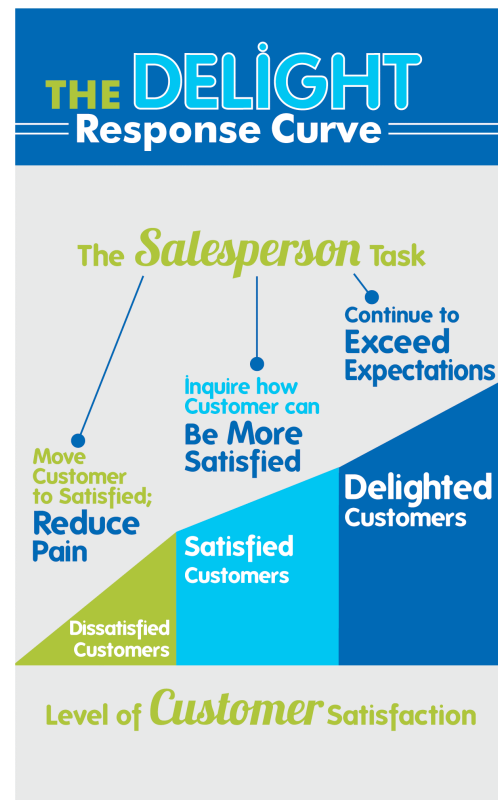 THE DELiGHT
Response Curve
The Salesperson Task
Continue to
Exceed
Expectations
Inquire how
Customer can
Be More
Satisfied
Move
Customer
to Satisfied;
Reduce
Pain
Delighted
Customers
Satisfied
Customers
Dissatisfied
Customers
Level of Customer Satisfaction